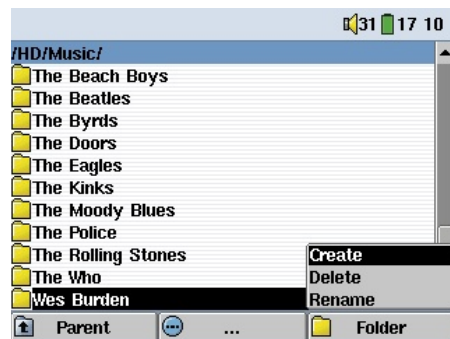 31 17 10
/HD/Music/
The Beach Boys
The Beatles
The Byrds
The Doors
The Eagles
The Kinks
The Moody Blues
The Police
The Rolling Stones
The Who
Wes Burden
Create
Delete
Rename
Parent ... Folder